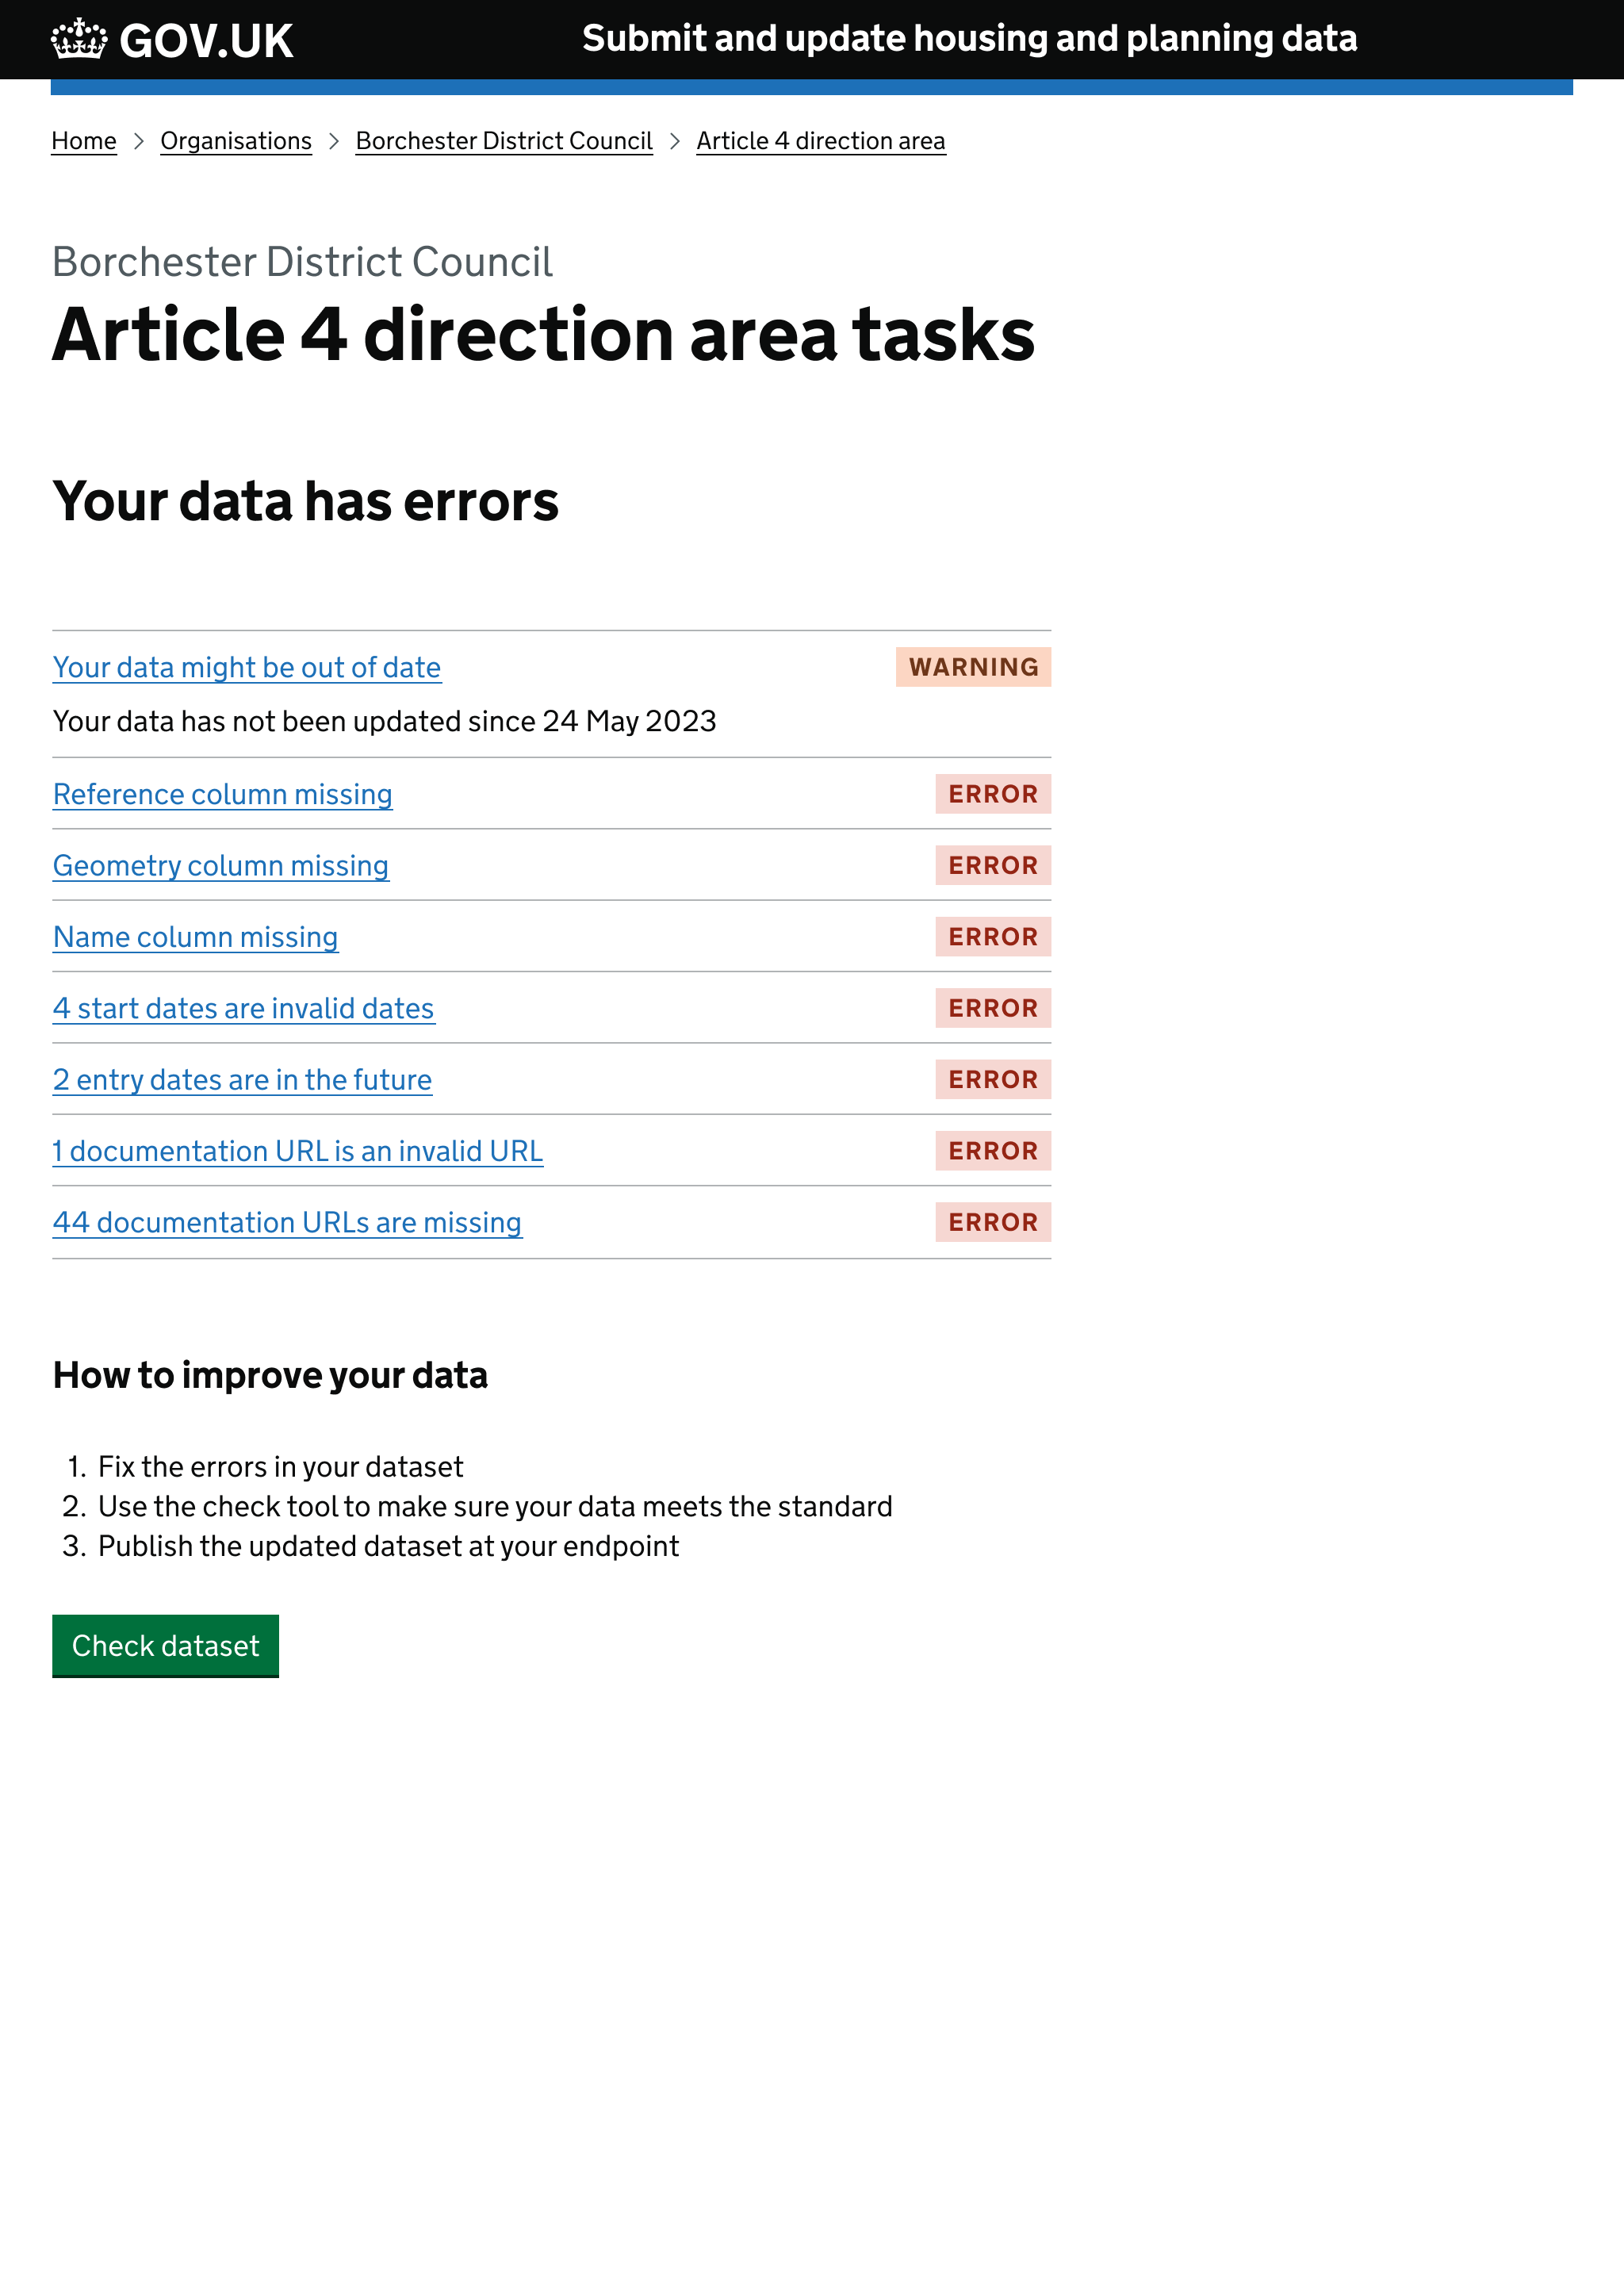 GOV.UK
Submit and update housing and planning data
Home > Organisations > Borchester District Council > Article 4 direction area
Borchester District Council
Article 4 direction area tasks
Your data has errors
Your data might be out of date WARNING
Your data has not been updated since 24 May 2023
Reference column missing ERROR
Geometry column missing ERROR
Name column missing ERROR
4 start dates are invalid dates ERROR
2 entry dates are in the future ERROR
1 documentation URL is an invalid URL ERROR
44 documentation URLs are missing ERROR
How to improve your data
1. Fix the errors in your dataset
2. Use the check tool to make sure your data meets the standard
3. Publish the updated dataset at your endpoint
Check dataset